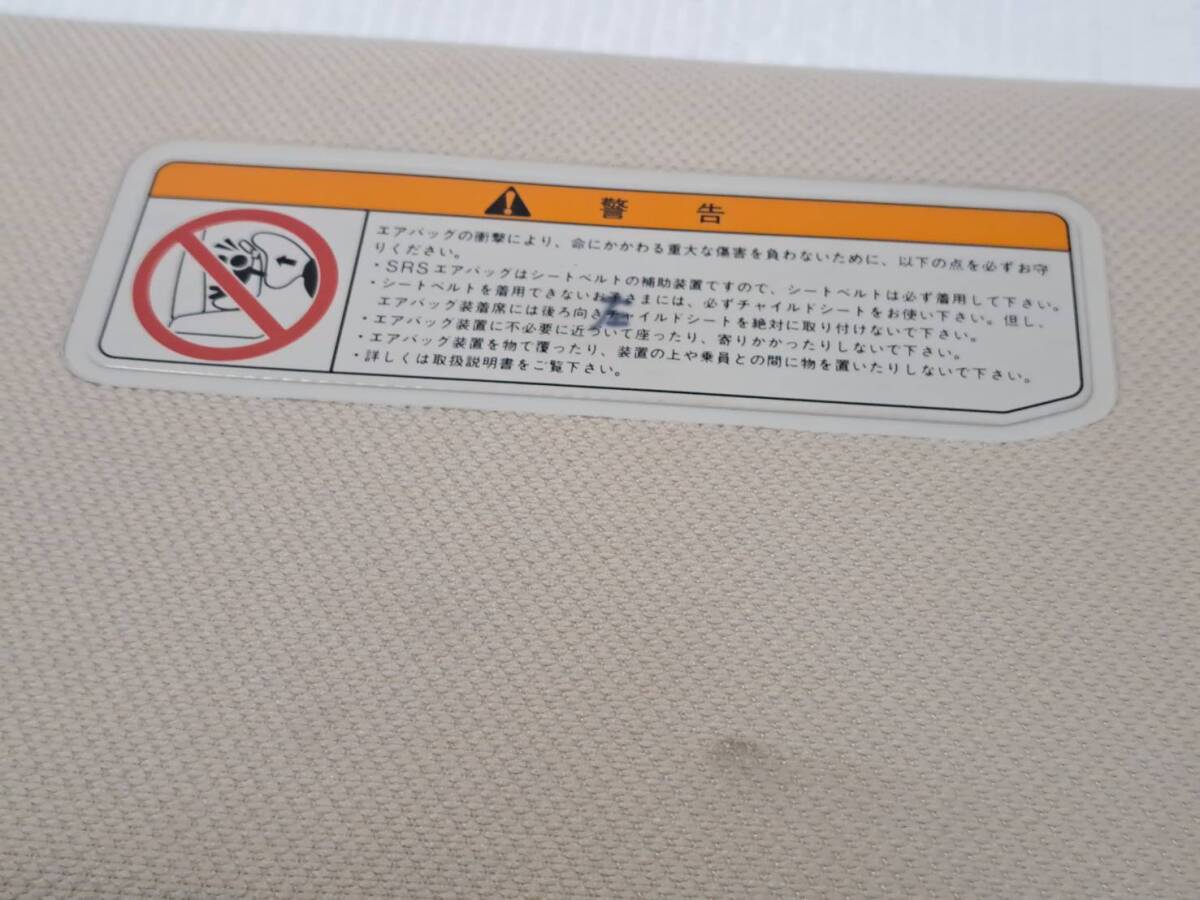 警告
エアバッグの衝撃により、命にかかわる重大な傷害を負わないために、以下の点を必ずお守
りください。
・SRSエアバッグはシートベルトの補助装置ですので、シートベルトは必ず着用して下さい。
・シートベルトを着用できないお子さまには、必ずチャイルドシートをお使い下さい。但し、
エアバッグ装着席には後ろ向きチャイルドシートを絶対に取り付けないで下さい。
・エアバッグ装置に不必要に近づいて座ったり、寄りかかったりしないで下さい。
・エアバッグ装置を物で覆ったり、装置の上や乗員との間に物を置いたりしないで下さい。
・詳しくは取扱説明書をご覧下さい。